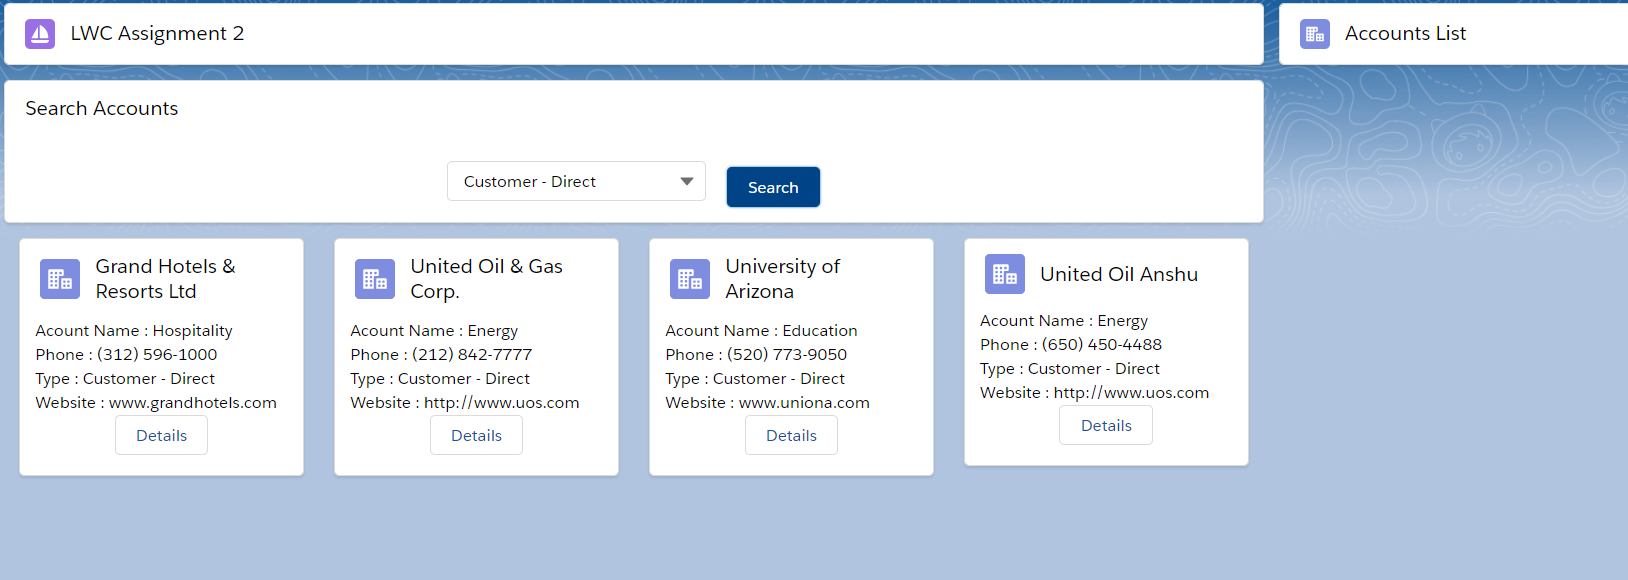 LWC Assignment 2
Accounts List
Search Accounts
Customer - Direct
Search
Grand Hotels &
Resorts Ltd
Acount Name : Hospitality
Phone : (312) 596-1000
Type : Customer - Direct
Website : www.grandhotels.com
Details
United Oil & Gas
Corp.
Acount Name : Energy
Phone : (212) 842-7777
Type : Customer - Direct
Website : http://www.uos.com
Details
University of
Arizona
Acount Name : Education
Phone : (520) 773-9050
Type : Customer - Direct
Website : www.uniona.com
Details
United Oil Anshu
Acount Name : Energy
Phone : (650) 450-4488
Type : Customer - Direct
Website : http://www.uos.com
Details